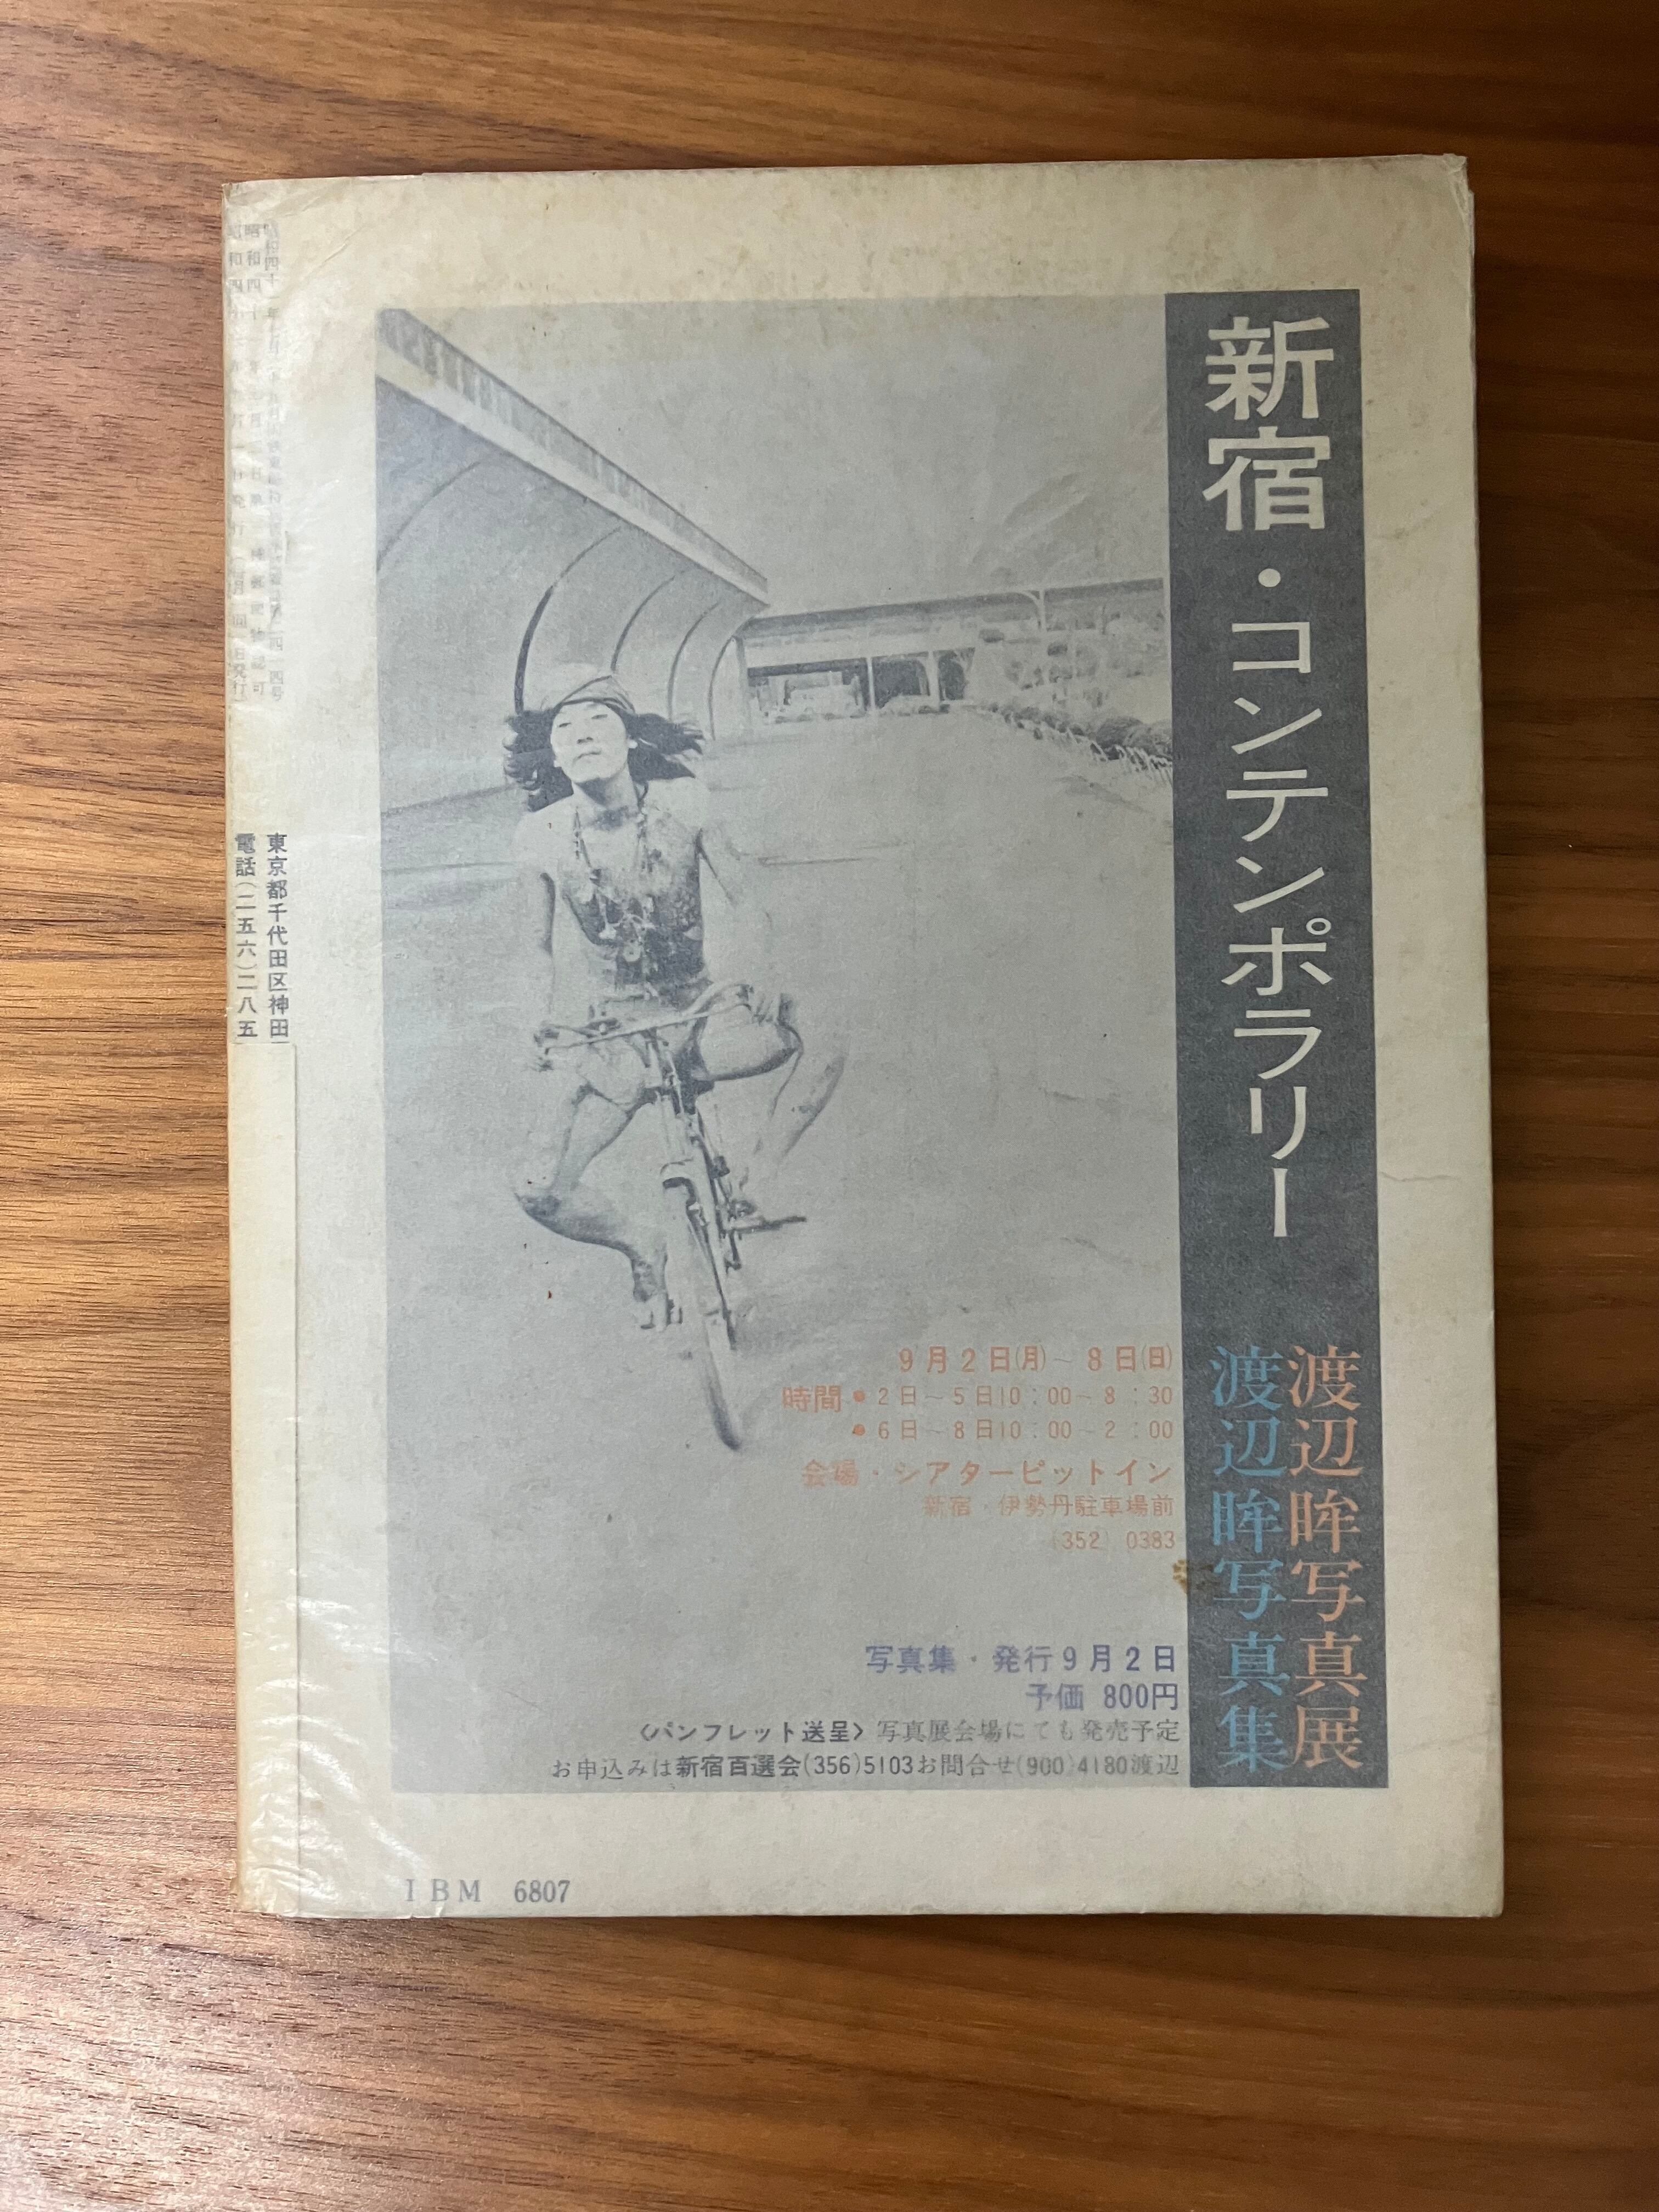 新宿・コンテンポラリー
渡辺眸写真展
渡辺眸写真集
9月2日(月)～8日(日)
時間●2日～5日10：00～8：30
●6日～8日10：00～2：00
会場・シアターピットイン
新宿・伊勢丹駐車場前
(352) 0383
写真集・発行9月2日
予価 800円
〈パンフレット送呈〉写真展会場にても発売予定
お申込みは新宿百選会(356)5103お問合せ(900)4180渡辺
東京都千代田区神田
電話(二五六)二八五
IBM 6807